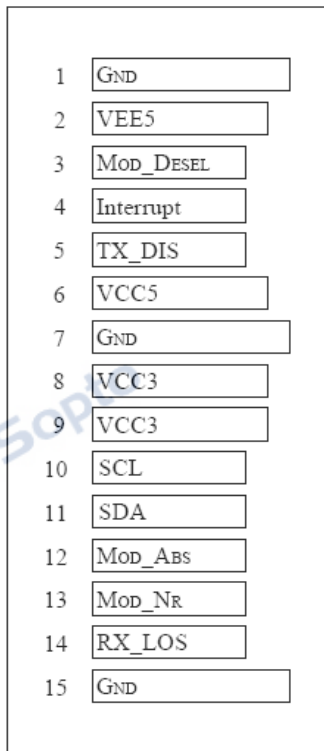 1 GND
2 VEE5
3 MOD_DESEL
4 Interrupt
5 TX_DIS
6 VCC5
7 GND
8 VCC3
9 VCC3
Sopto
10 SCL
11 SDA
12 MOD_ABS
13 MOD_NR
14 RX_LOS
15 GND